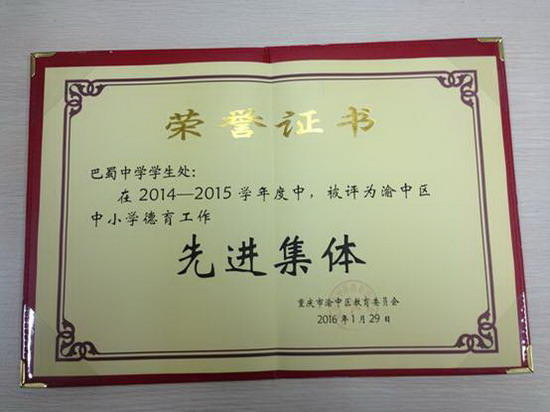 荣誉证书
巴蜀中学学生处：
在2014—2015学年度中，被评为渝中区
中小学德育工作
先进集体
重庆市渝中区教育委员会
2016年1月29日